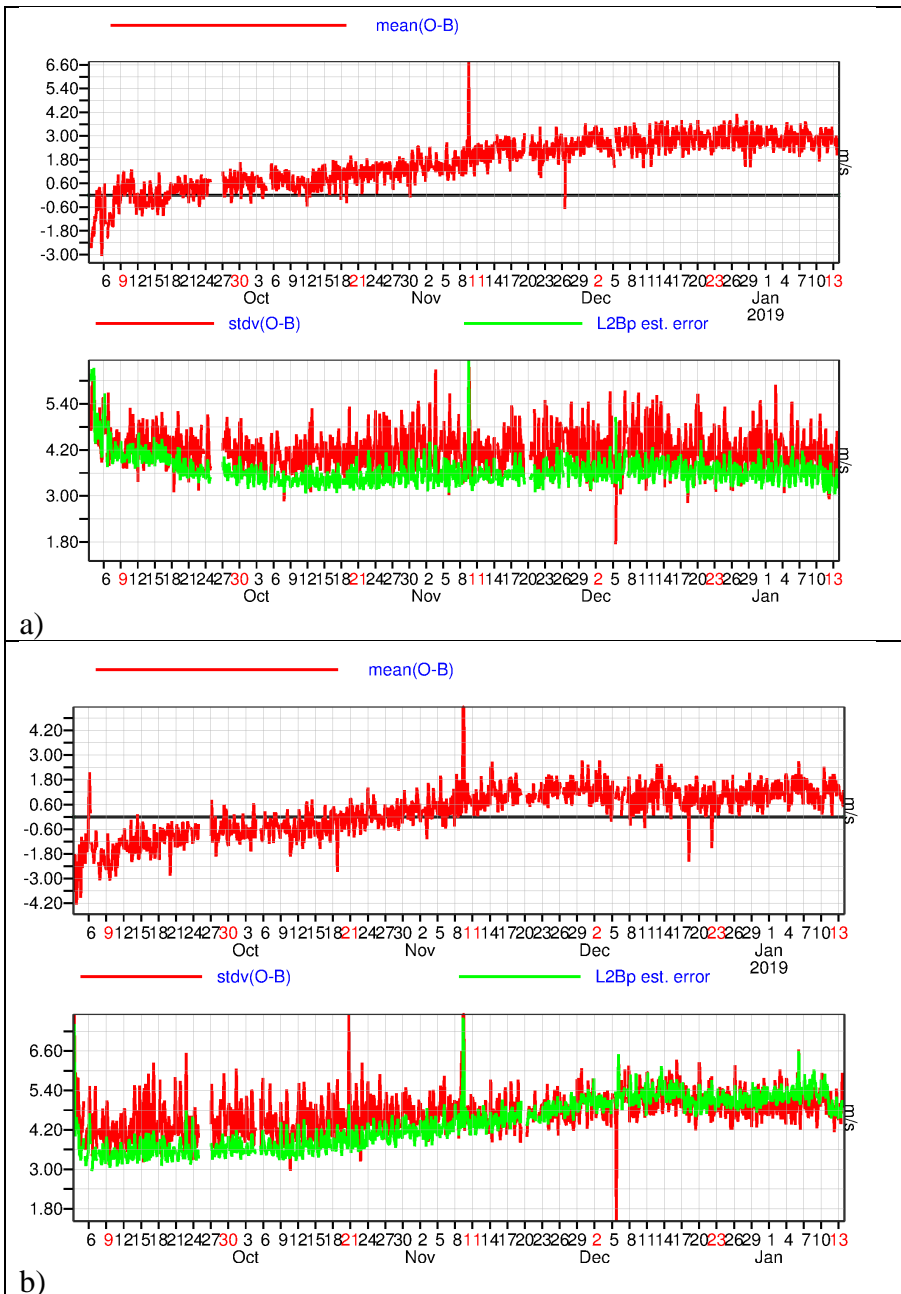 mean(O-B)
6.60
5.40
4.20
3.00
1.80
0.60
-0.60
-1.80
-3.00
m/s
6 9 12 15 18 21 24 27 30 3 6 9 12 15 18 21 24 27 30 2 5 8 11 14 17 20 23 26 29 2 5 8 11 14 17 20 23 26 29 1 4 7 10 13
Oct Nov Dec Jan
2019
stdv(O-B) L2Bp est. error
5.40
4.20
3.00
1.80
m/s
6 9 12 15 18 21 24 27 30 3 6 9 12 15 18 21 24 27 30 2 5 8 11 14 17 20 23 26 29 2 5 8 11 14 17 20 23 26 29 1 4 7 10 13
Oct Nov Dec Jan
a)
mean(O-B)
4.20
3.00
1.80
0.60
-0.60
-1.80
-3.00
-4.20
m/s
6 9 12 15 18 21 24 27 30 3 6 9 12 15 18 21 24 27 30 2 5 8 11 14 17 20 23 26 29 2 5 8 11 14 17 20 23 26 29 1 4 7 10 13
Oct Nov Dec Jan
2019
stdv(O-B) L2Bp est. error
6.60
5.40
4.20
3.00
1.80
m/s
6 9 12 15 18 21 24 27 30 3 6 9 12 15 18 21 24 27 30 2 5 8 11 14 17 20 23 26 29 2 5 8 11 14 17 20 23 26 29 1 4 7 10 13
Oct Nov Dec Jan
b)